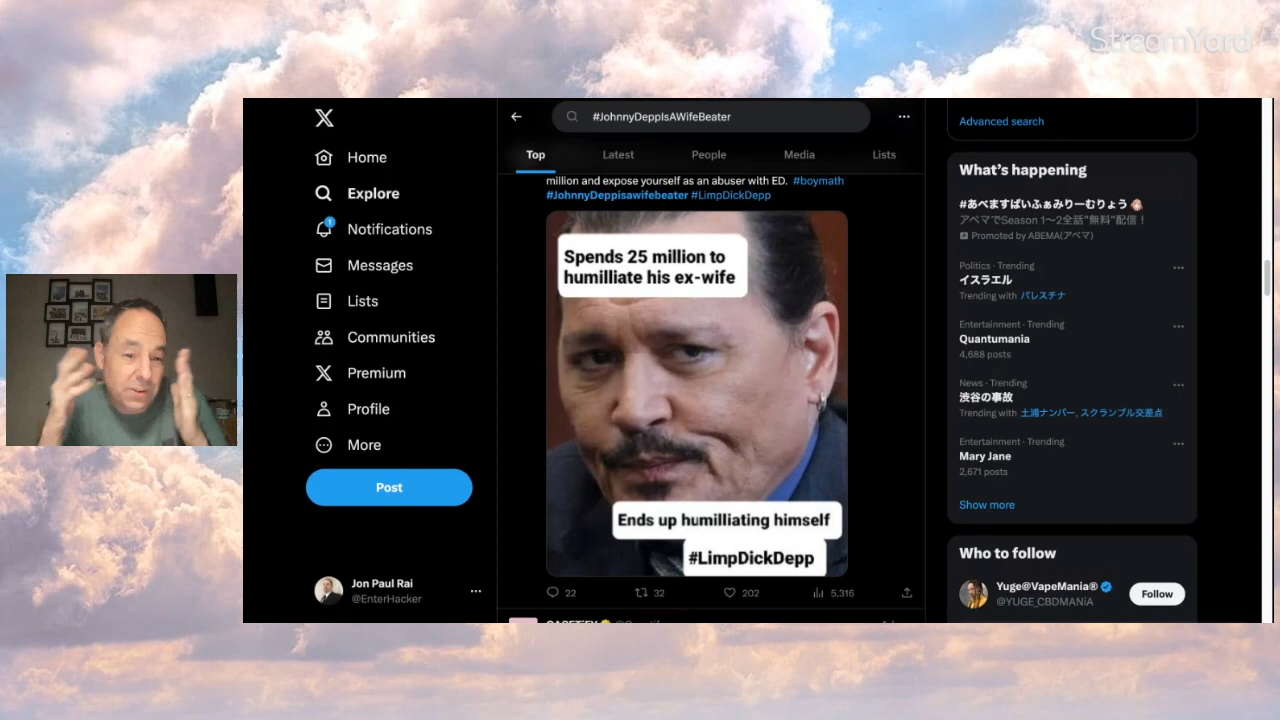 StreamYard
#JohnnyDeppIsAWifeBeater
Home
Explore
1
Notifications
Messages
Lists
Communities
Premium
Profile
More
Post
Jon Paul Rai
@EnterHacker
Top
Latest
People
Media
Lists
million and expose yourself as an abuser with ED. #boymath
#JohnnyDeppisawifebeater #LimpDickDepp
Spends 25 million to
humilliate his ex-wife
Ends up humilliating himself
#LimpDickDepp
22
32
202
5,316
Advanced search
What's happening
#あべますぱいふぁみりーむりょう
アベマでSeason 1〜2全話"無料"配信！
Promoted by ABEMA(アベマ)
Politics · Trending
イスラエル
Trending with パレスチナ
Entertainment · Trending
Quantumania
4,688 posts
News · Trending
渋谷の事故
Trending with 土浦ナンバー, スクランブル交差点
Entertainment · Trending
Mary Jane
2,671 posts
Show more
Who to follow
Yuge@VapeMania®
@YUGE_CBDMANiA
Follow